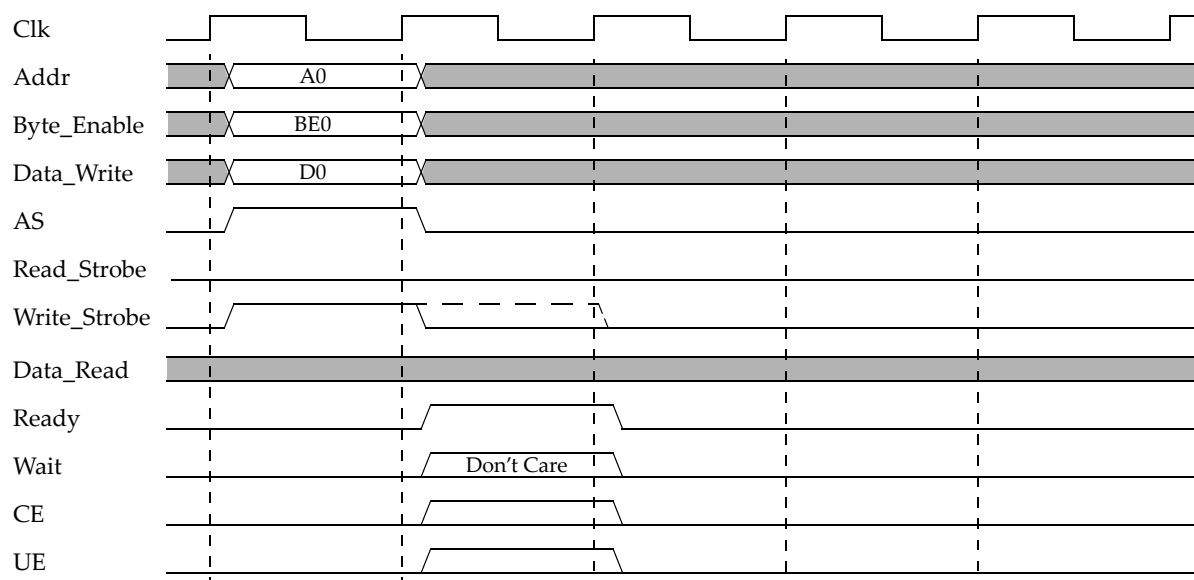 Clk
Addr A0
Byte_Enable BE0
Data_Write D0
AS
Read_Strobe
Write_Strobe
Data_Read
Ready
Wait Don't Care
CE
UE